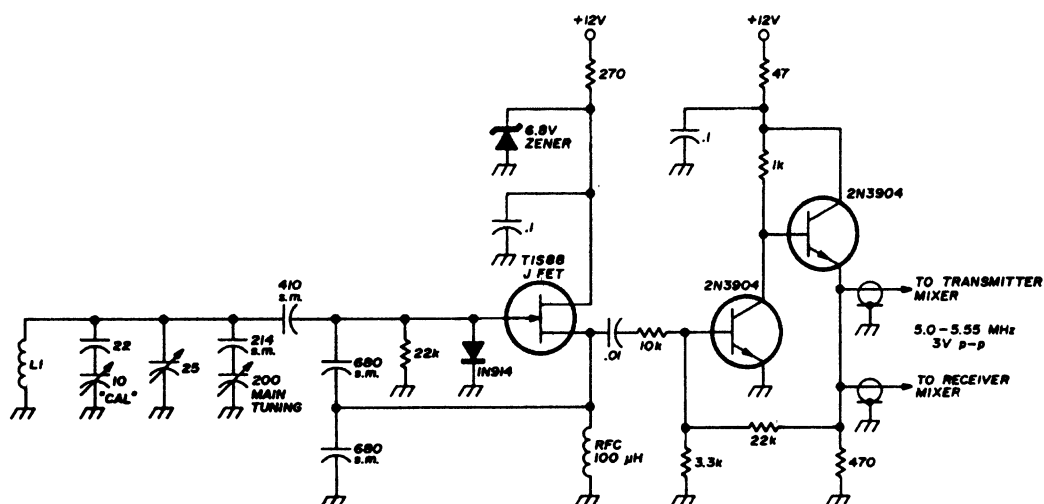 +12V
+12V
270
47
6.8V
ZENER
.1
1k
2N3904
.1
TIS88
J FET
410
s.m.
2N3904
TO TRANSMITTER
MIXER
5.0-5.55 MHz
3V p-p
L1
22
10
"CAL"
25
214
s.m.
200
MAIN
TUNING
680
s.m.
22k
1N914
.01
10k
TO RECEIVER
MIXER
680
s.m.
RFC
100 μH
3.3k
22k
470